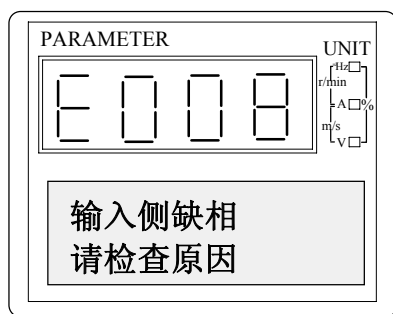 PARAMETER
UNIT
E008
Hz
r/min
A
%
m/s
V
输入侧缺相
请检查原因